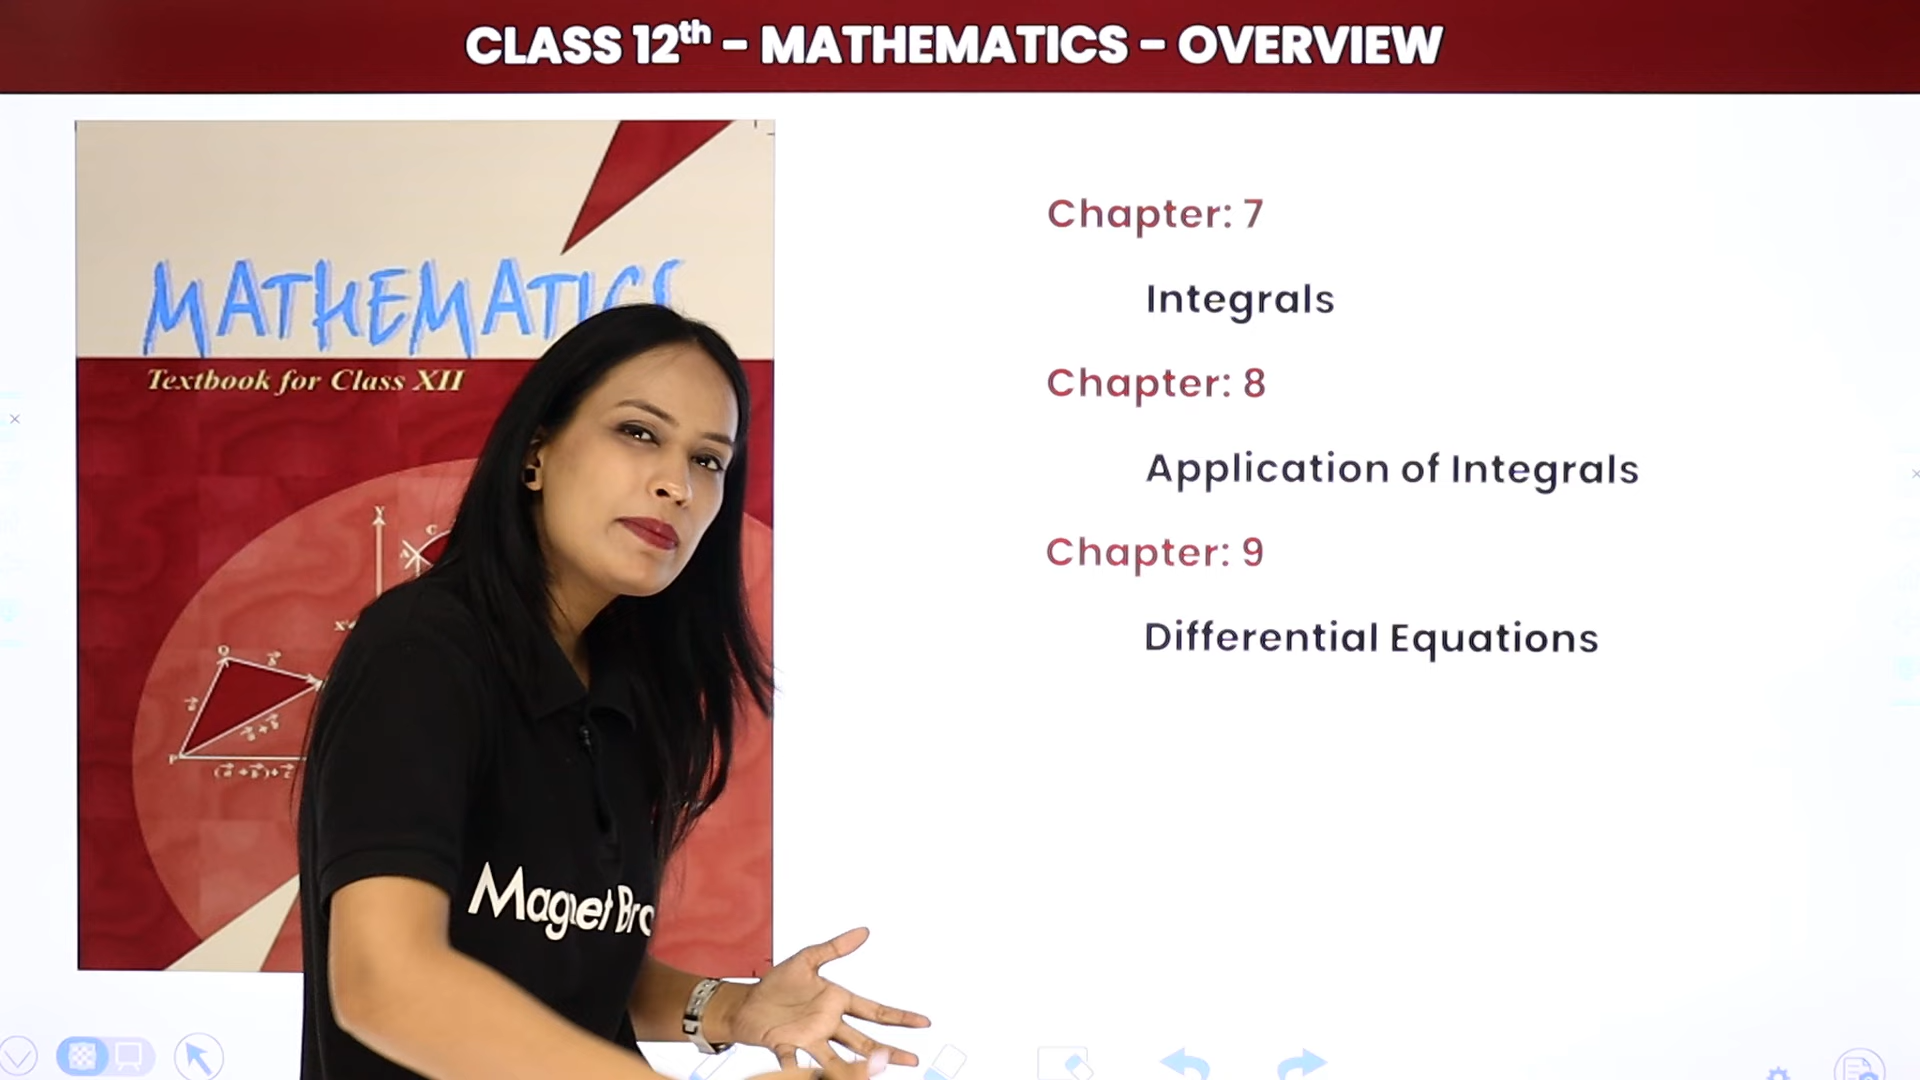 CLASS 12th - MATHEMATICS - OVERVIEW
MATHEMATICS
Textbook for Class XII
Chapter: 7
Integrals
Chapter: 8
Application of Integrals
Chapter: 9
Differential Equations
Magnet